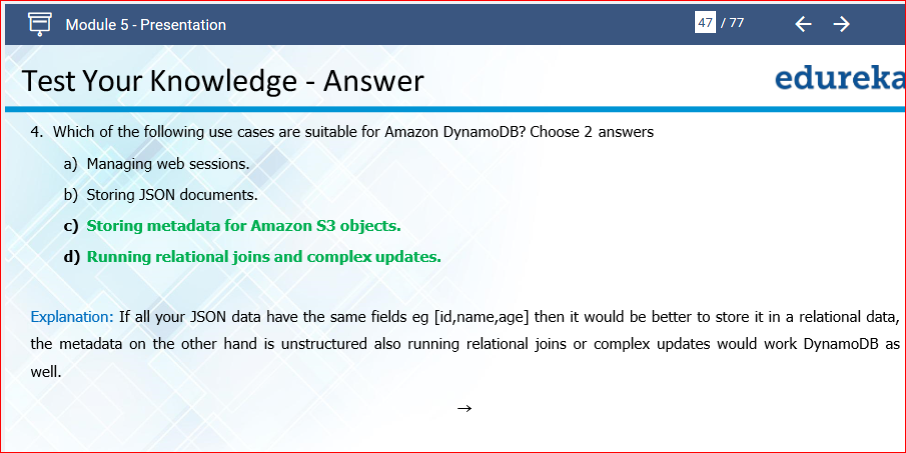 Module 5 - Presentation
47 / 77
Test Your Knowledge - Answer
edureka
4. Which of the following use cases are suitable for Amazon DynamoDB? Choose 2 answers
a) Managing web sessions.
b) Storing JSON documents.
c) Storing metadata for Amazon S3 objects.
d) Running relational joins and complex updates.
Explanation: If all your JSON data have the same fields eg [id,name,age] then it would be better to store it in a relational data,
the metadata on the other hand is unstructured also running relational joins or complex updates would work DynamoDB as
well.